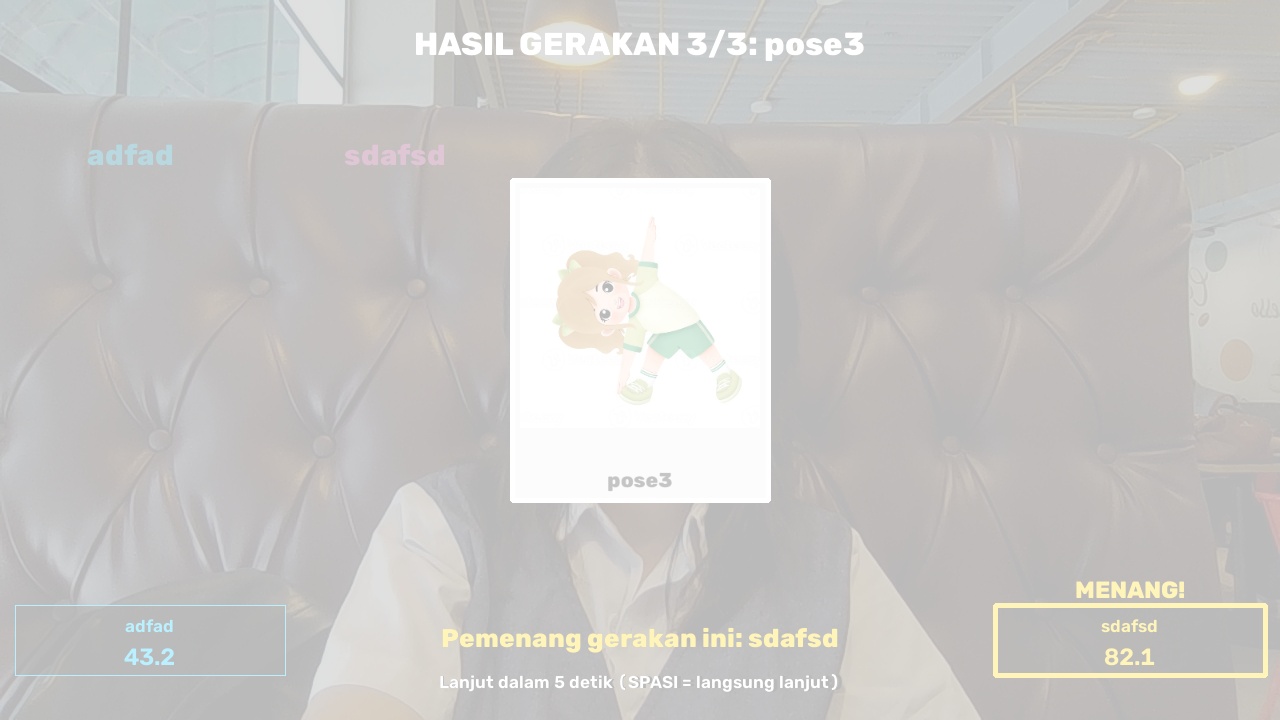 HASIL GERAKAN 3/3: pose3
adfad
sdafsd
pose3
MENANG!
adfad
43.2
Pemenang gerakan ini: sdafsd
sdafsd
82.1
Lanjut dalam 5 detik (SPASI = langsung lanjut)